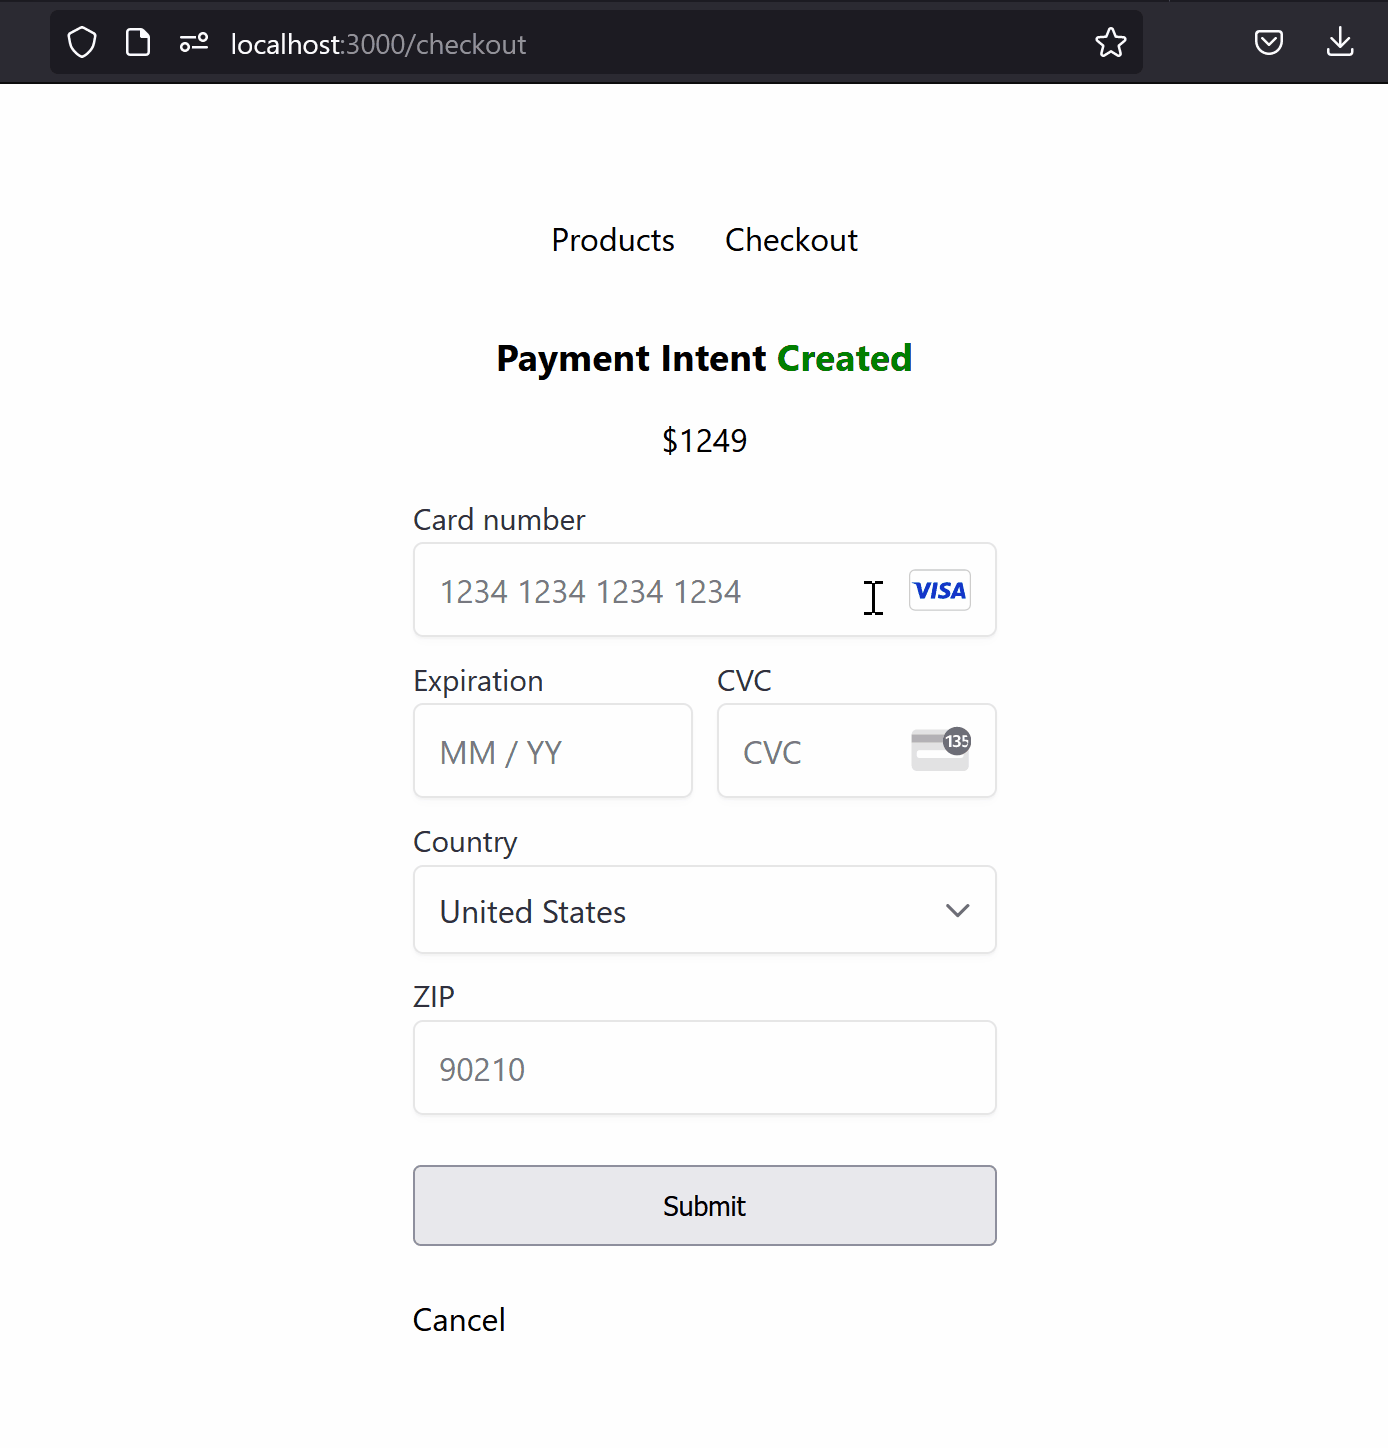 localhost:3000/checkout
Products Checkout
Payment Intent Created
$1249
Card number
1234 1234 1234 1234 VISA
Expiration CVC
MM / YY CVC 135
Country
United States
ZIP
90210
Submit
Cancel